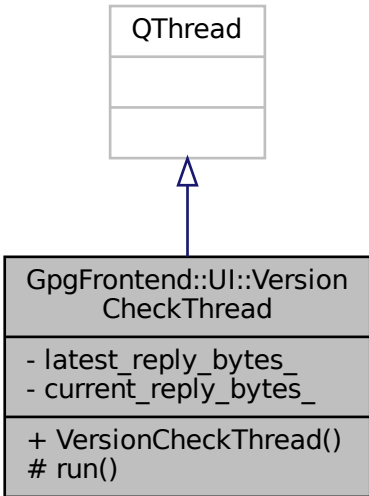 QThread
GpgFrontend::UI::Version
CheckThread
- latest_reply_bytes_
- current_reply_bytes_
+ VersionCheckThread()
# run()